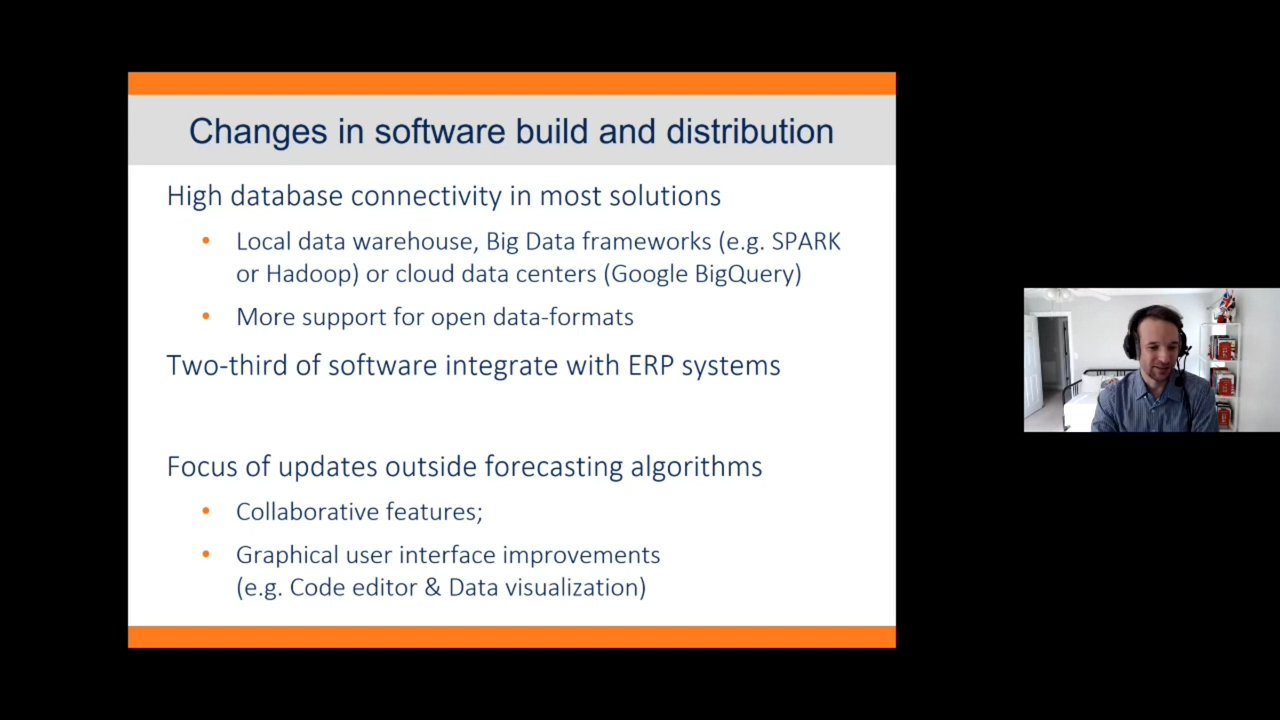 Changes in software build and distribution
High database connectivity in most solutions
• Local data warehouse, Big Data frameworks (e.g. SPARK
or Hadoop) or cloud data centers (Google BigQuery)
• More support for open data-formats
Two-third of software integrate with ERP systems
Focus of updates outside forecasting algorithms
• Collaborative features;
• Graphical user interface improvements
(e.g. Code editor & Data visualization)